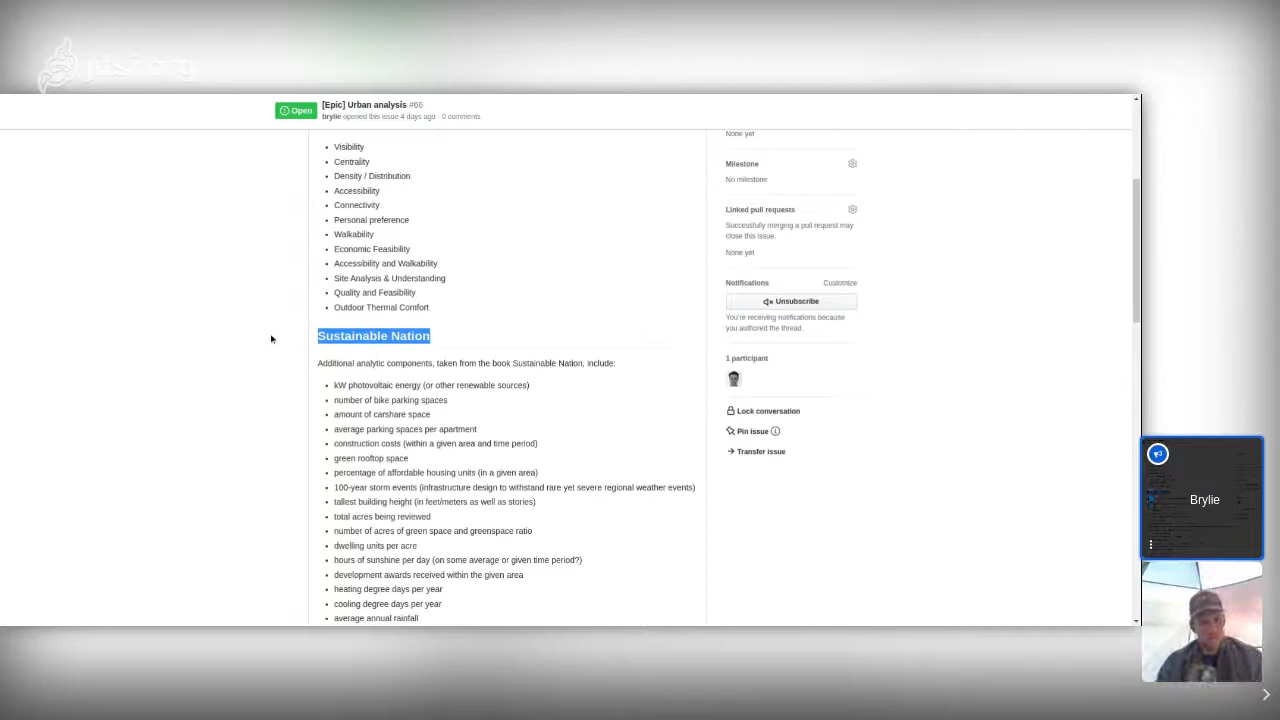 jitsi.org
Open
[Epic] Urban analysis #66
brylie opened this issue 4 days ago · 0 comments
Visibility
Centrality
Density / Distribution
Accessibility
Connectivity
Personal preference
Walkability
Economic Feasibility
Accessibility and Walkability
Site Analysis & Understanding
Quality and Feasibility
Outdoor Thermal Comfort
Sustainable Nation
Additional analytic components, taken from the book Sustainable Nation, include:
kW photovoltaic energy (or other renewable sources)
number of bike parking spaces
amount of carshare space
average parking spaces per apartment
construction costs (within a given area and time period)
green rooftop space
percentage of affordable housing units (in a given area)
100-year storm events (infrastructure design to withstand rare yet severe regional weather events)
tallest building height (in feet/meters as well as stories)
total acres being reviewed
number of acres of green space and greenspace ratio
dwelling units per acre
hours of sunshine per day (on some average or given time period?)
development awards received within the given area
heating degree days per year
cooling degree days per year
average annual rainfall
None yet
Milestone
No milestone
Linked pull requests
Successfully merging a pull request may
close this issue.
None yet
Notifications
Customize
Unsubscribe
You're receiving notifications because
you authored the thread.
1 participant
Lock conversation
Pin issue
Transfer issue
Brylie